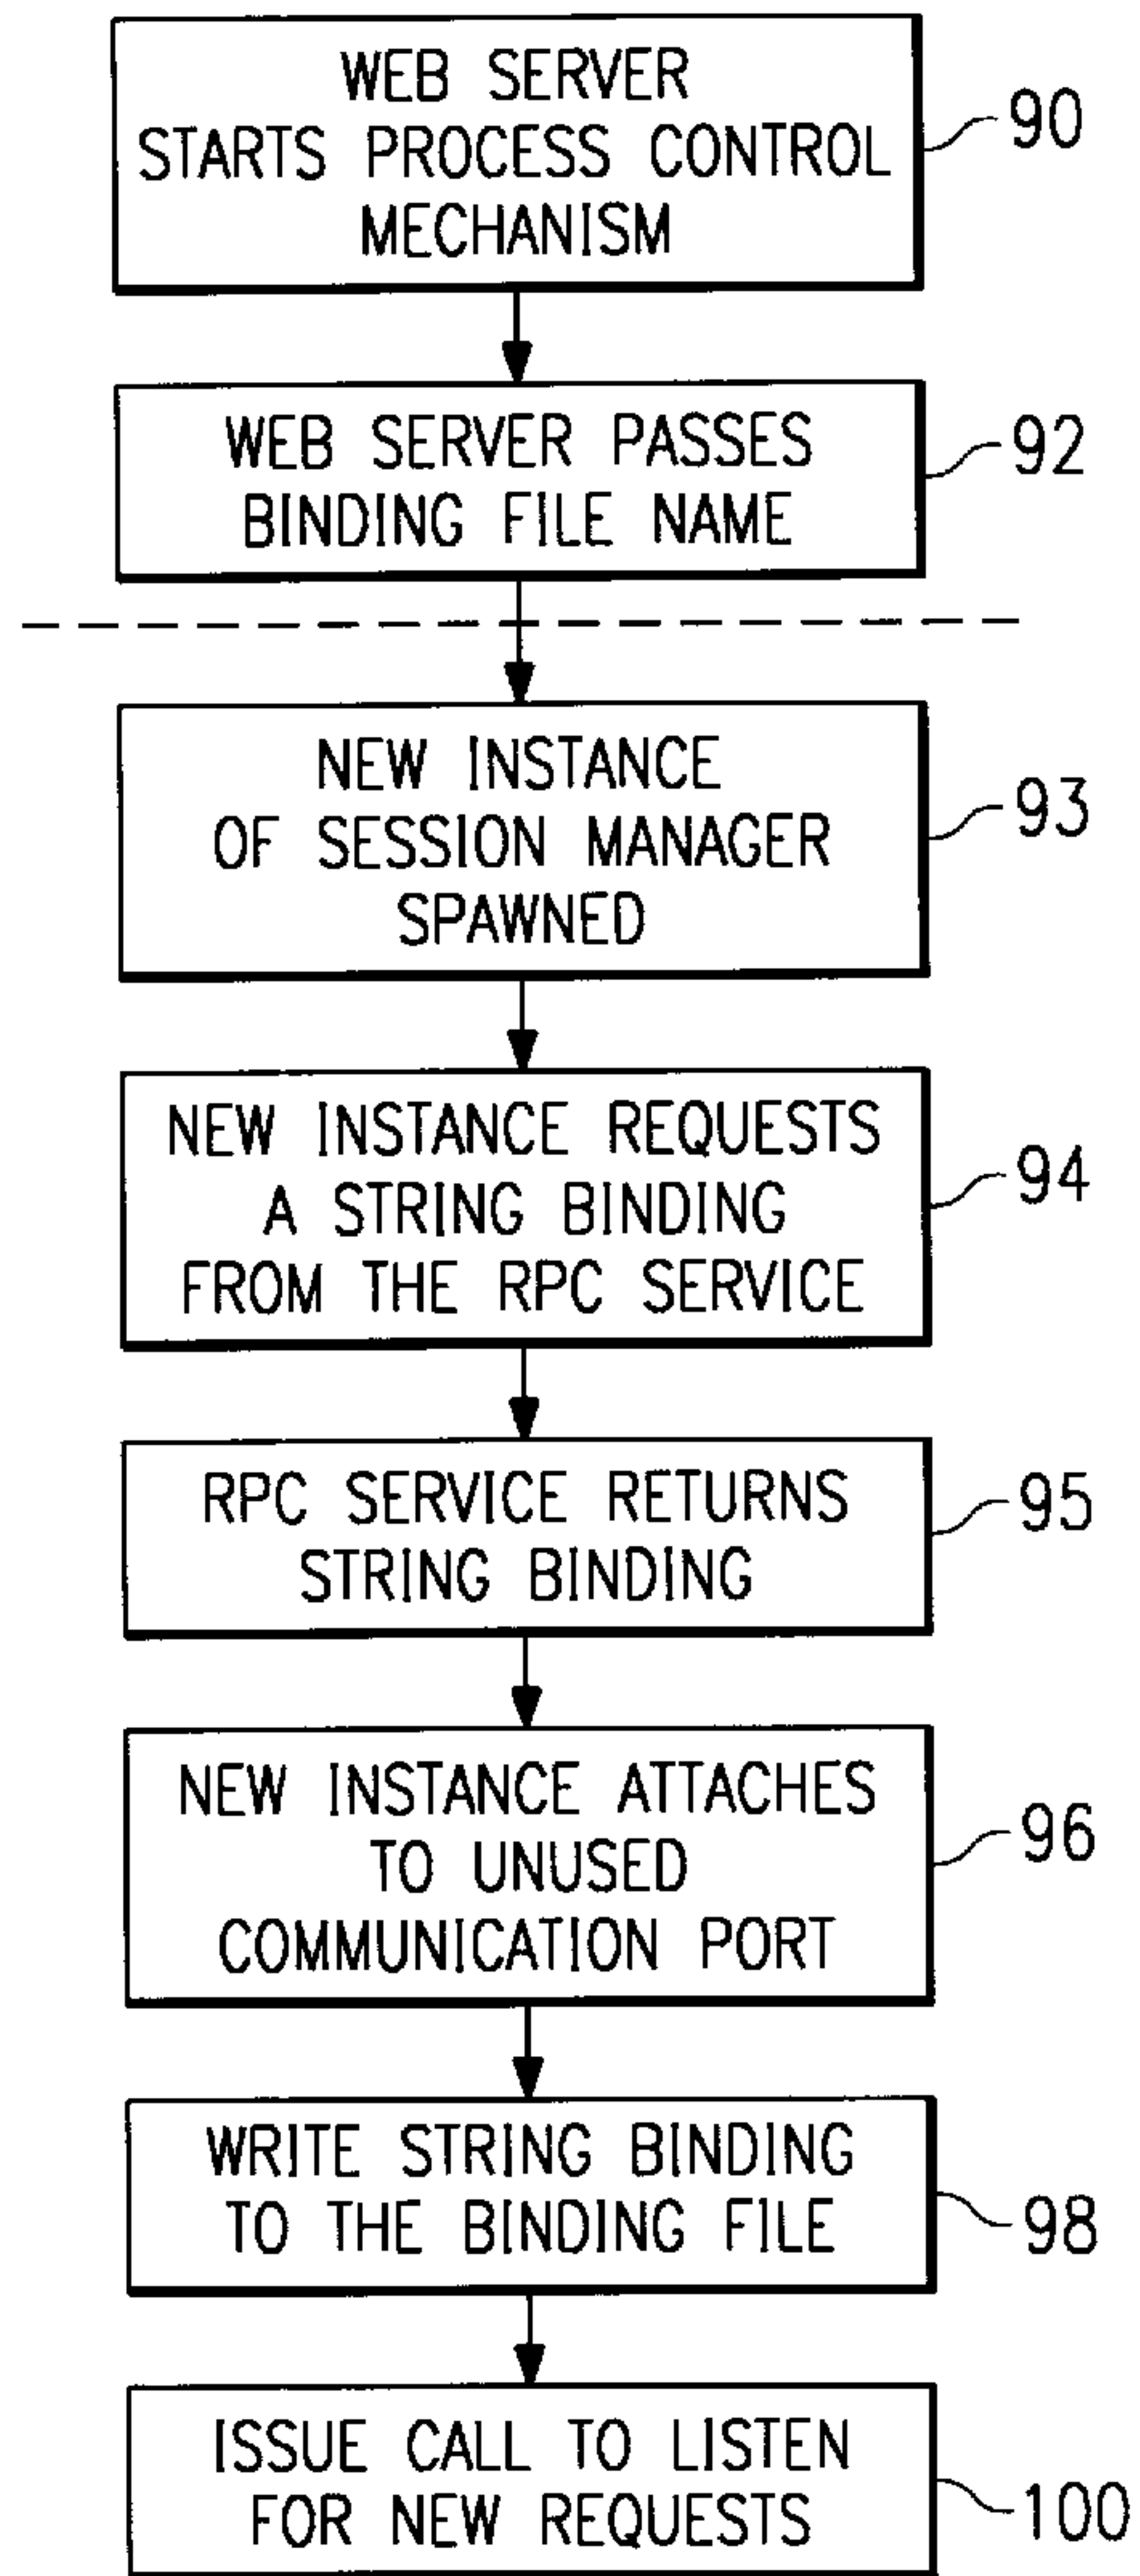 WEB SERVER
STARTS PROCESS CONTROL
MECHANISM
90
WEB SERVER PASSES
BINDING FILE NAME
92
NEW INSTANCE
OF SESSION MANAGER
SPAWNED
93
NEW INSTANCE REQUESTS
A STRING BINDING
FROM THE RPC SERVICE
94
RPC SERVICE RETURNS
STRING BINDING
95
NEW INSTANCE ATTACHES
TO UNUSED
COMMUNICATION PORT
96
WRITE STRING BINDING
TO THE BINDING FILE
98
ISSUE CALL TO LISTEN
FOR NEW REQUESTS
100